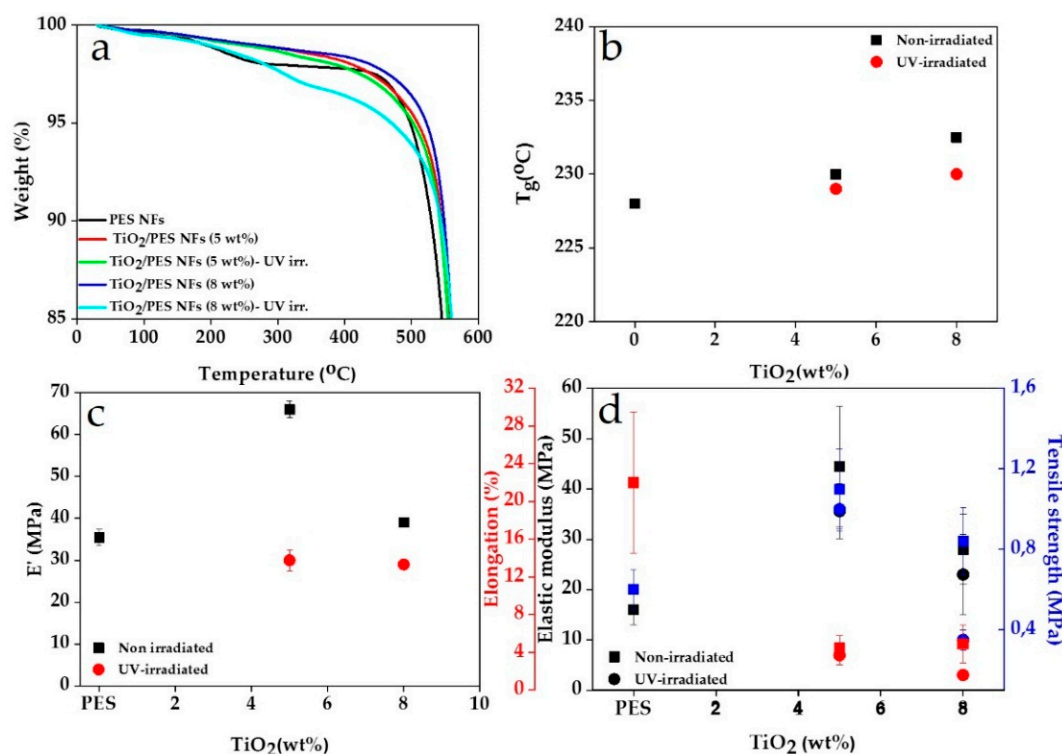 a
100
95
90
85
Weight (%)
PES NFs
TiO2/PES NFs (5 wt%)
TiO2/PES NFs (5 wt%)- UV irr.
TiO2/PES NFs (8 wt%)
TiO2/PES NFs (8 wt%)- UV irr.
0 100 200 300 400 500 600
Temperature (OC)
b
240
235
230
225
220
Tg(OC)
Non-irradiated
UV-irradiated
0 2 4 6 8
TiO2(wt%)
c
70
60
50
40
30
20
10
0
E' (MPa)
Non irradiated
UV-irradiated
PES 2 4 6 8 10
TiO2(wt%)
d
32
28
24
20
16
12
8
4
0
Elongation (%)
60
50
40
30
20
10
0
Elastic modulus (MPa)
1,6
1,2
0,8
0,4
Tensile strength (MPa)
Non-irradiated
UV-irradiated
PES 2 4 6 8
TiO2(wt%)